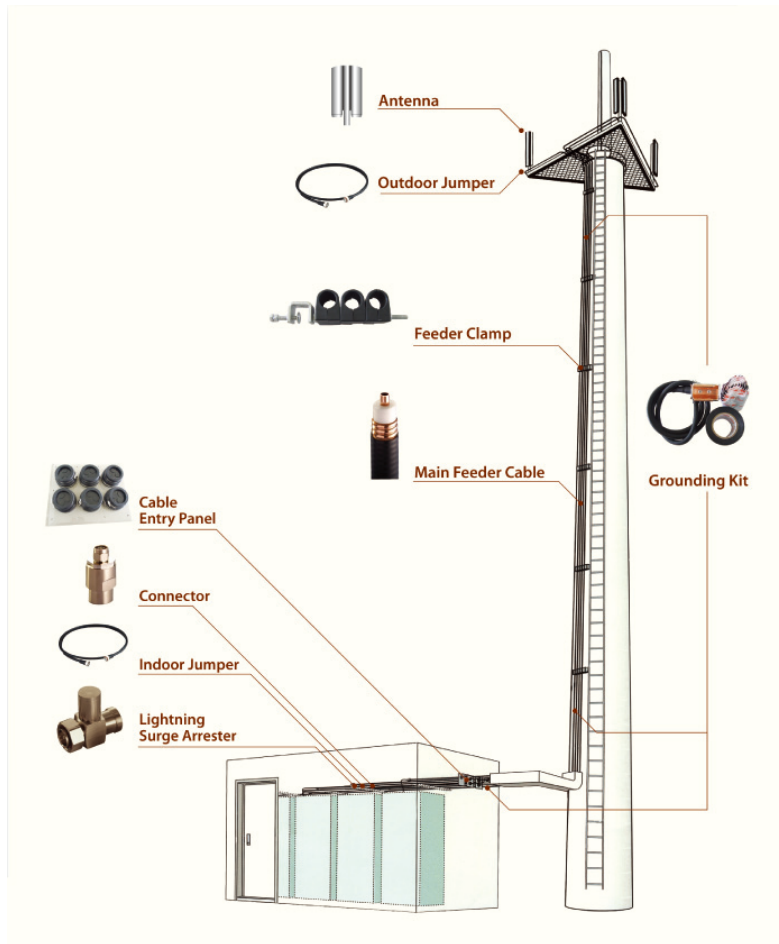 Antenna
Outdoor Jumper
Feeder Clamp
Main Feeder Cable
Grounding Kit
Cable
Entry Panel
Connector
Indoor Jumper
Lightning
Surge Arrester